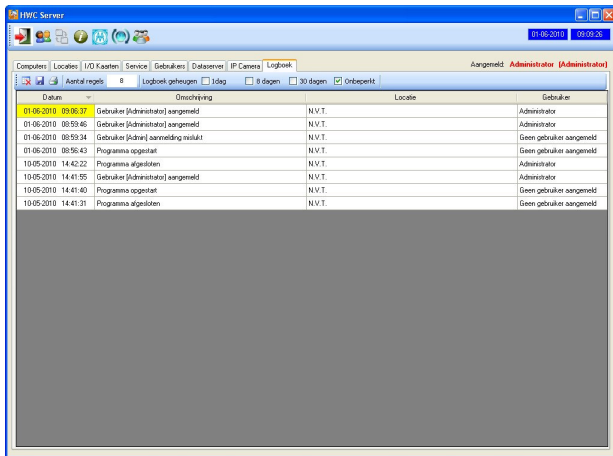 HWC Server
01-06-2010 09:09:26
Computers Locaties I/O Kaarten Service Gebruikers Dataserver IP Camera Logboek Aangemeld: Administrator (Administrator)
Aantal regels 8 Logboek geheugen 1dag 8 dagen 30 dagen Onbeperkt
Datum Omschrijving Locatie Gebruiker
01-06-2010 09:06:37 Gebruiker [Administrator] aangemeld N.V.T. Administrator
01-06-2010 08:59:46 Gebruiker [Administrator] aangemeld N.V.T. Administrator
01-06-2010 08:59:34 Gebruiker [Admin] aanmelding mislukt N.V.T. Geen gebruiker aangemeld
01-06-2010 08:56:43 Programma opgestart N.V.T. Geen gebruiker aangemeld
10-05-2010 14:42:22 Programma afgesloten N.V.T. Administrator
10-05-2010 14:41:55 Gebruiker [Administrator] aangemeld N.V.T. Administrator
10-05-2010 14:41:40 Programma opgestart N.V.T. Geen gebruiker aangemeld
10-05-2010 14:41:31 Programma afgesloten N.V.T. Geen gebruiker aangemeld